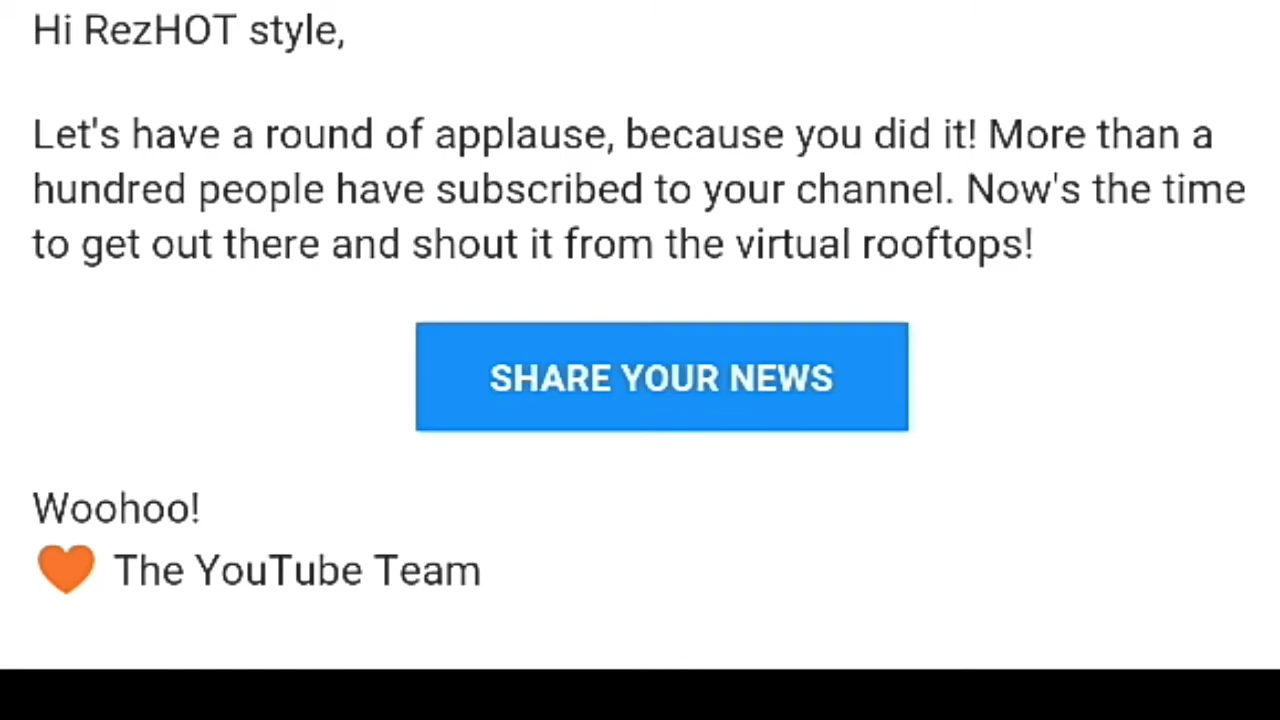 Hi RezHOT style,
Let's have a round of applause, because you did it! More than a
hundred people have subscribed to your channel. Now's the time
to get out there and shout it from the virtual rooftops!
SHARE YOUR NEWS
Woohoo!
The YouTube Team